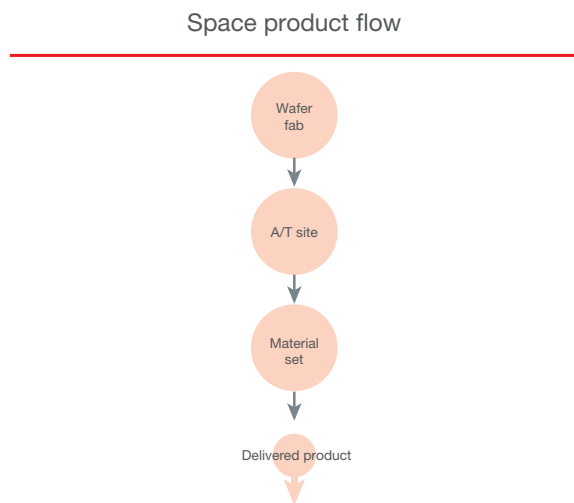 Space product flow
Wafer
fab
A/T site
Material
set
Delivered product